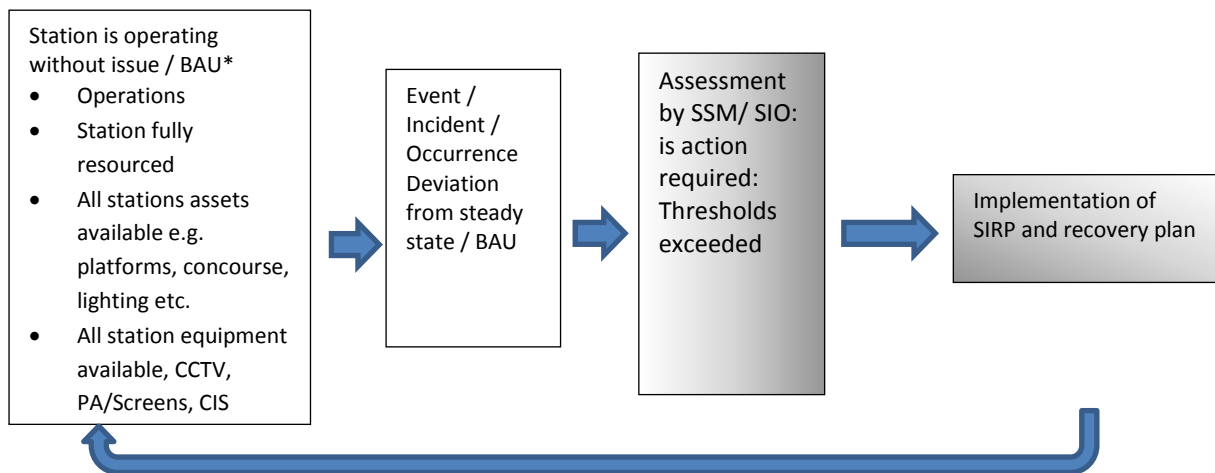 Station is operating
without issue / BAU*
• Operations
• Station fully
resourced
• All stations assets
available e.g.
platforms, concourse,
lighting etc.
• All station equipment
available, CCTV,
PA/Screens, CIS
Event /
Incident /
Occurrence
Deviation
from steady
state / BAU
Assessment
by SSM/ SIO:
is action
required:
Thresholds
exceeded
Implementation of
SIRP and recovery plan